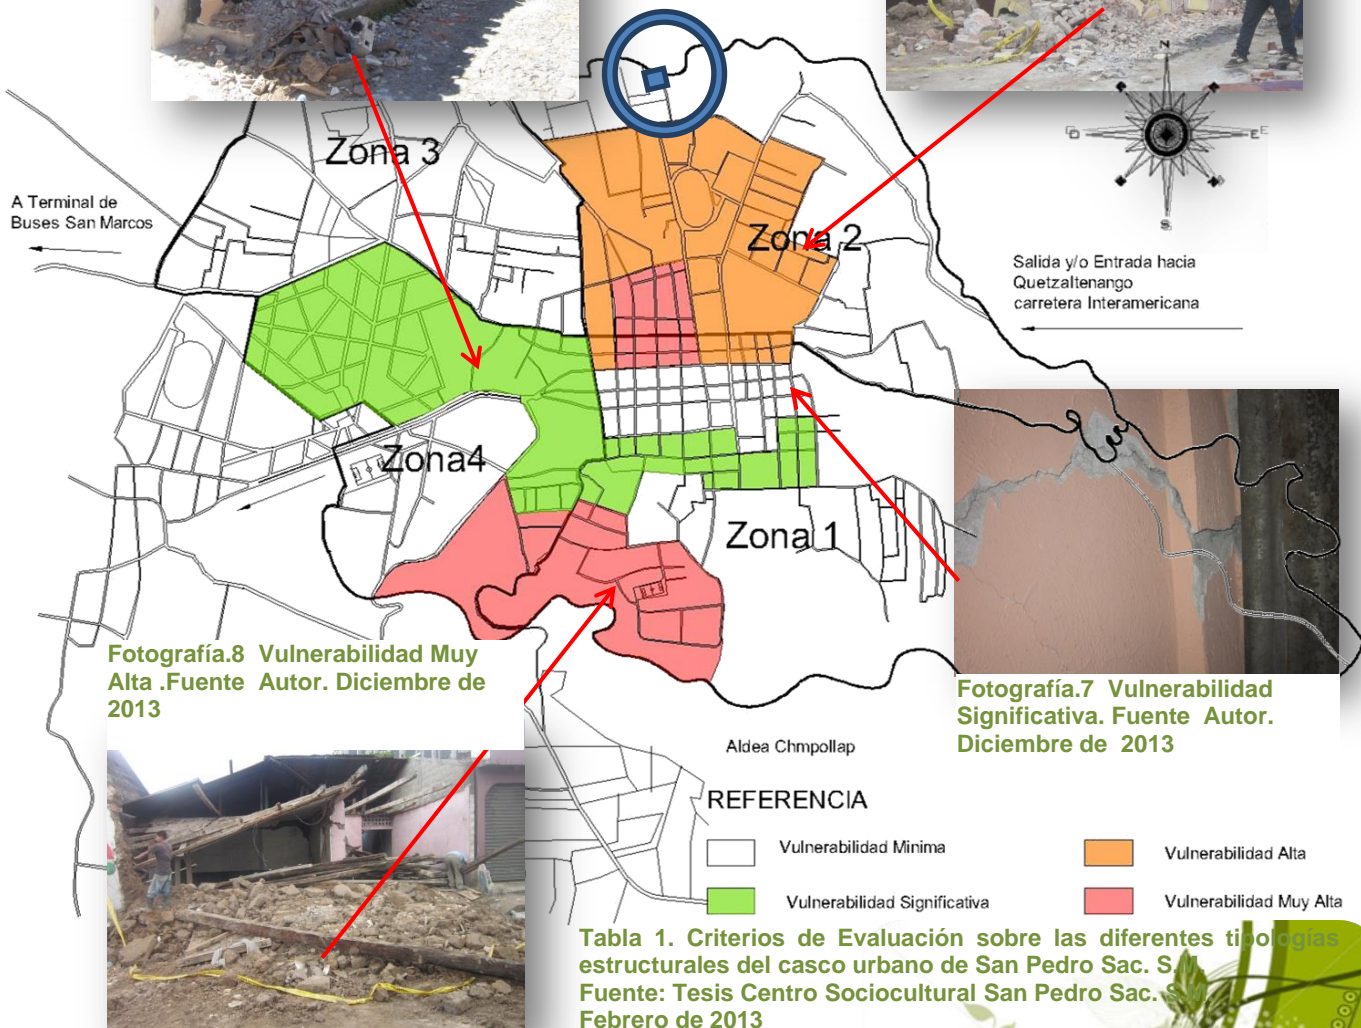 N
O
E
E
S
Zona 3
A Terminal de
Buses San Marcos
Zona 2
Salida y/o Entrada hacia
Quetzaltenango
carretera Interamericana
Zona4
Zona 1
Fotografía.8 Vulnerabilidad Muy
Alta .Fuente Autor. Diciembre de
2013
Fotografía.7 Vulnerabilidad
Significativa. Fuente Autor.
Diciembre de 2013
Aldea Chmpollap
REFERENCIA
Vulnerabilidad Minima
Vulnerabilidad Alta
Vulnerabilidad Significativa
Vulnerabilidad Muy Alta
Tabla 1. Criterios de Evaluación sobre las diferentes tipologías
estructurales del casco urbano de San Pedro Sac. S.M.
Fuente: Tesis Centro Sociocultural San Pedro Sac. S.M.
Febrero de 2013